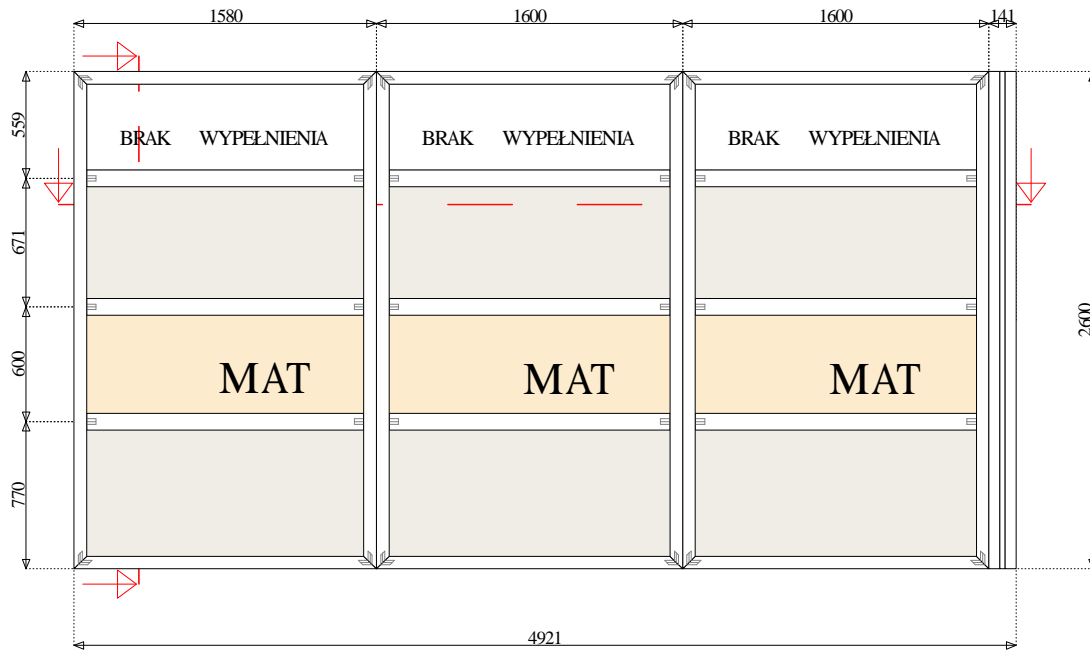 1580 1600 1600 141
559
BRAK WYPEŁNIENIA BRAK WYPEŁNIENIA BRAK WYPEŁNIENIA
671
2600
600
MAT MAT MAT
770
4921